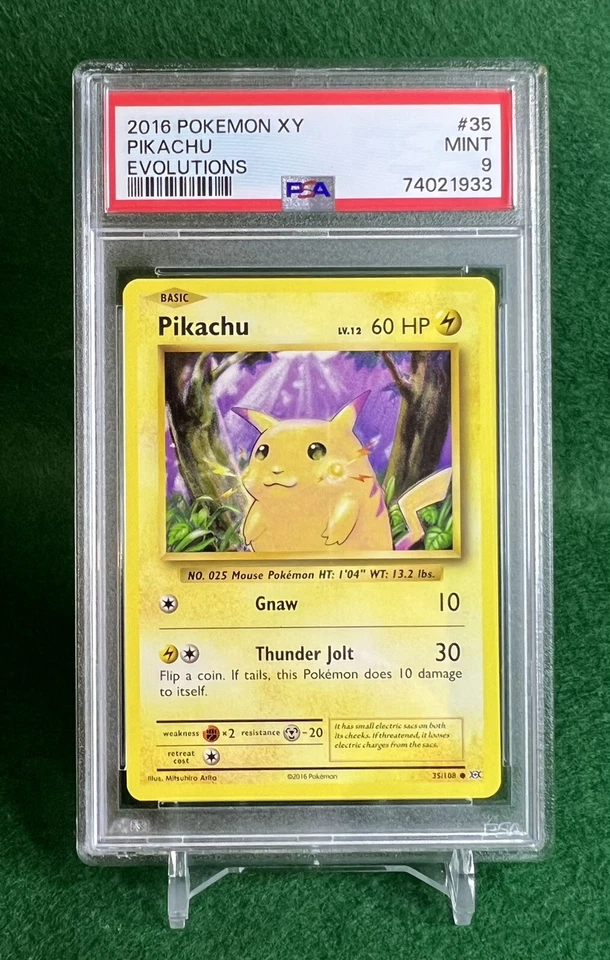 2016 POKEMON XY #35
PIKACHU MINT
EVOLUTIONS 9
PSA 74021933
BASIC
Pikachu LV.12 60 HP
NO. 025 Mouse Pokémon HT: 1'04" WT: 13.2 lbs.
Gnaw 10
Thunder Jolt 30
Flip a coin. If tails, this Pokémon does 10 damage
to itself.
weakness ×2 resistance -20
retreat
cost
It has small electric sacs on both
its cheeks. If threatened, it looses
electric charges from the sacs.
Illus. Mitsuhiro Arita ©2016 Pokémon 35/108
PSA